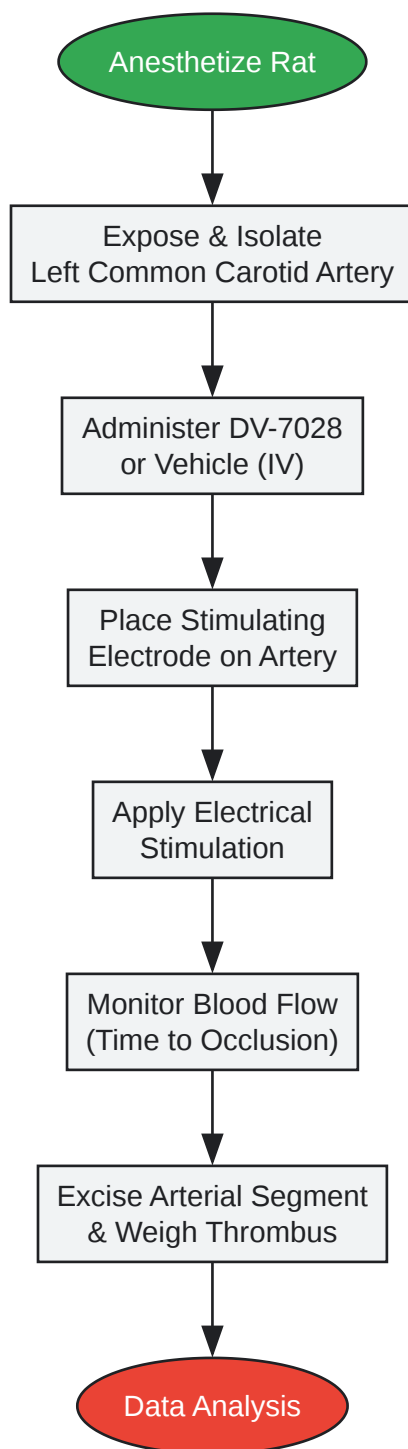 Anesthetize Rat
Expose & Isolate
Left Common Carotid Artery
Administer DV-7028
or Vehicle (IV)
Place Stimulating
Electrode on Artery
Apply Electrical
Stimulation
Monitor Blood Flow
(Time to Occlusion)
Excise Arterial Segment
& Weigh Thrombus
Data Analysis